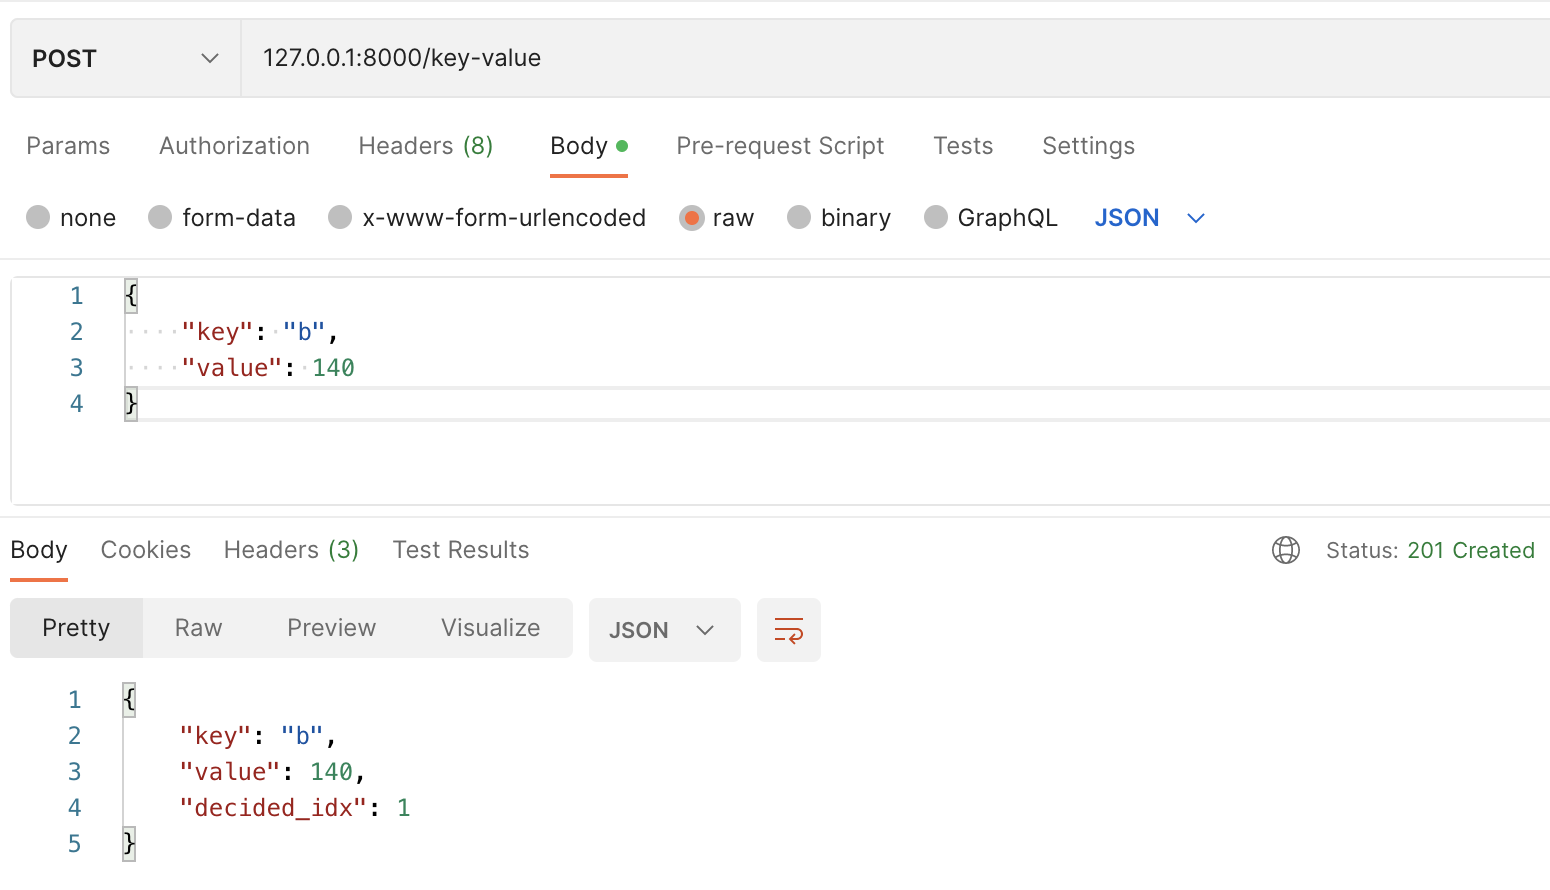 POST 127.0.0.1:8000/key-value
Params Authorization Headers (8) Body Pre-request Script Tests Settings
none form-data x-www-form-urlencoded raw binary GraphQL JSON
1 {
2 "key": "b",
3 "value": 140
4 }
Body Cookies Headers (3) Test Results Status: 201 Created
Pretty Raw Preview Visualize JSON
1 {
2 "key": "b",
3 "value": 140,
4 "decided_idx": 1
5 }